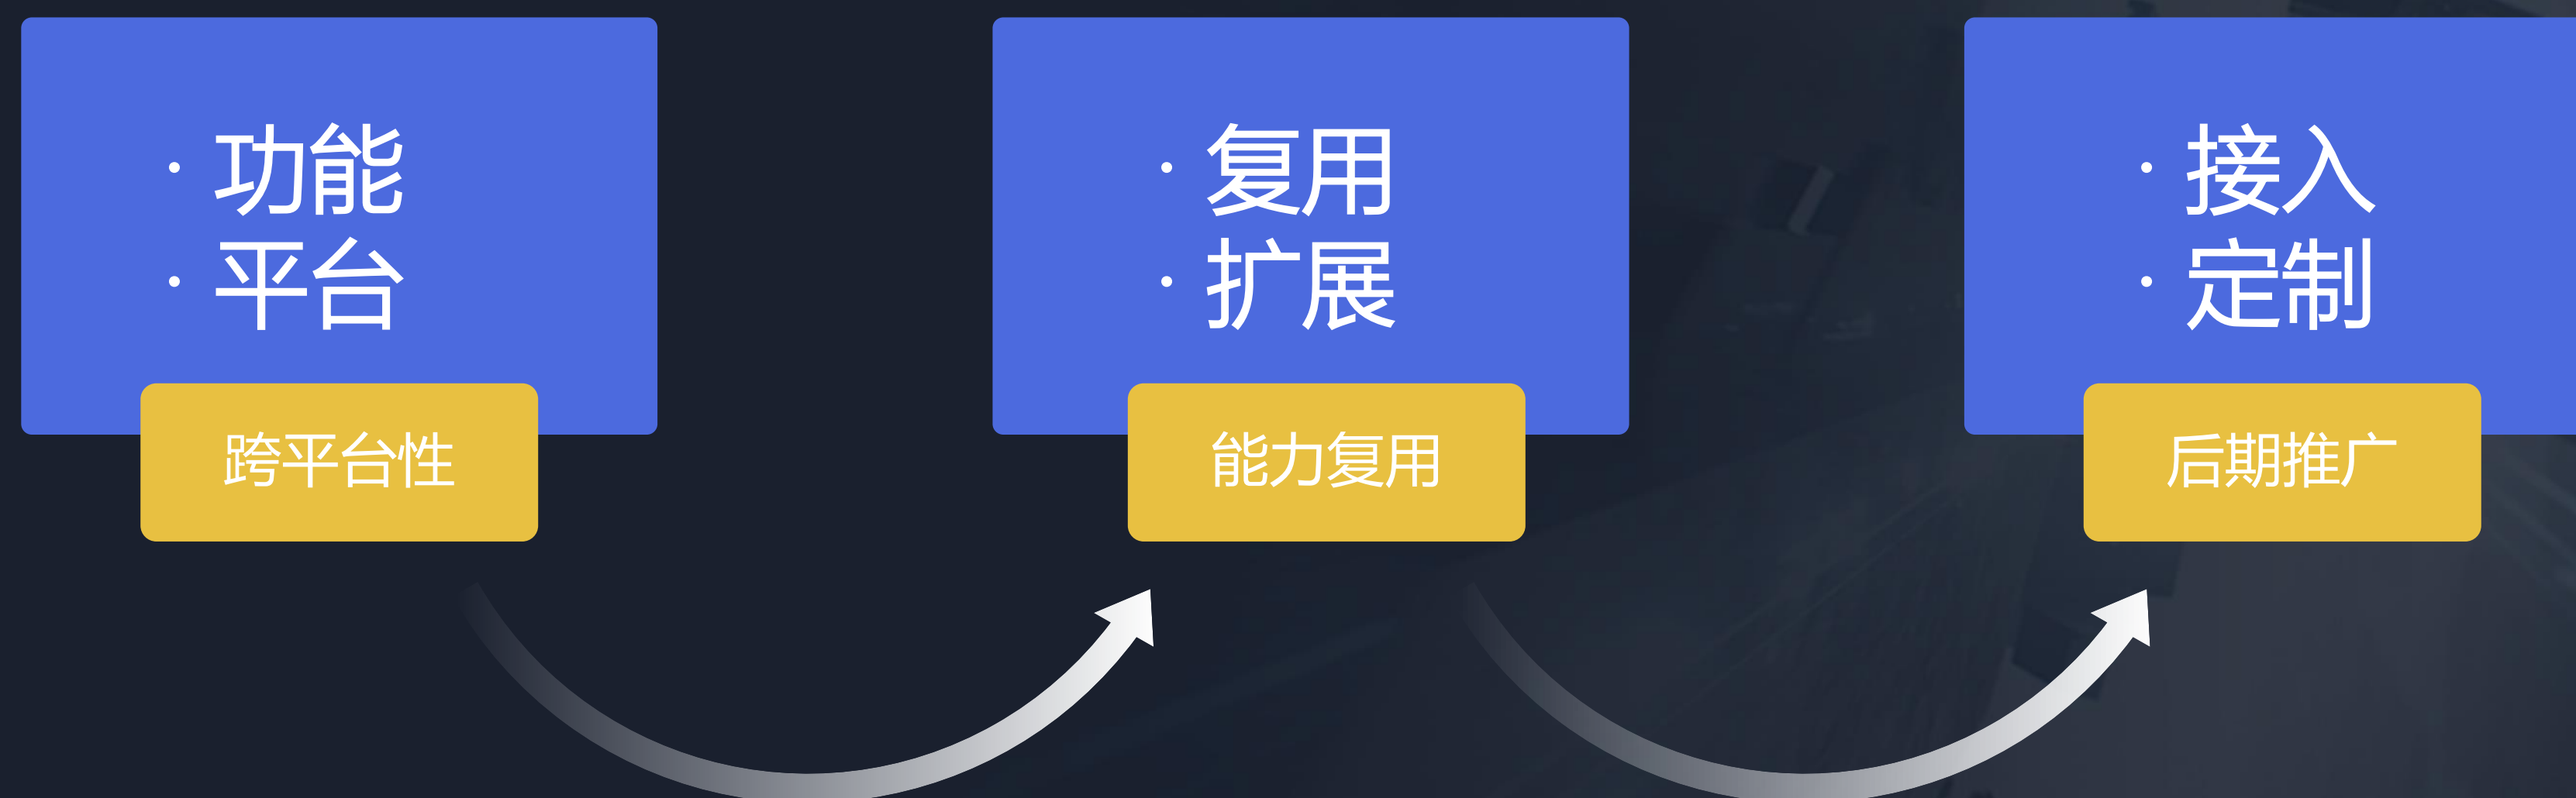 · 功能
· 平台
跨平台性
· 复用
· 扩展
能力复用
· 接入
· 定制
后期推广